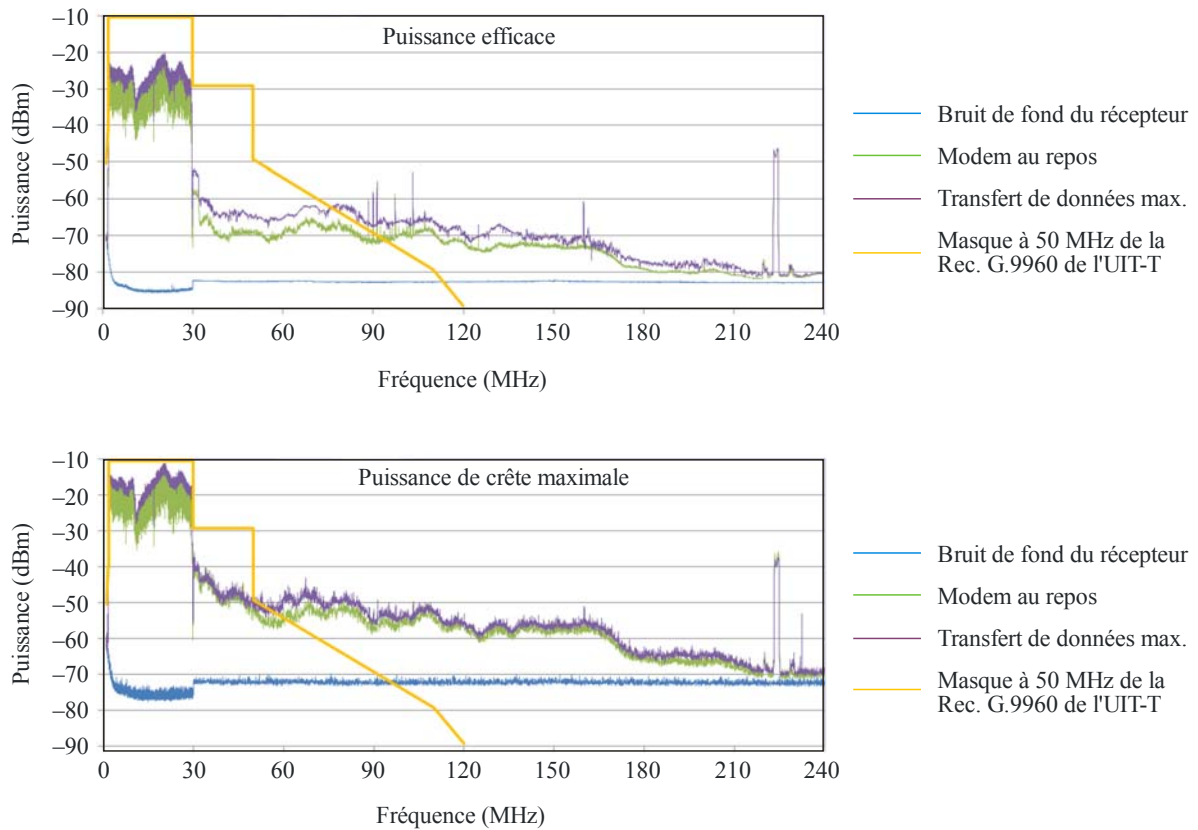 Puissance efficace
Puissance (dBm)
–10
–20
–30
–40
–50
–60
–70
–80
–90
0 30 60 90 120 150 180 210 240
Fréquence (MHz)
Bruit de fond du récepteur
Modem au repos
Transfert de données max.
Masque à 50 MHz de la
Rec. G.9960 de l'UIT-T
Puissance de crête maximale
Puissance (dBm)
–10
–20
–30
–40
–50
–60
–70
–80
–90
0 30 60 90 120 150 180 210 240
Fréquence (MHz)
Bruit de fond du récepteur
Modem au repos
Transfert de données max.
Masque à 50 MHz de la
Rec. G.9960 de l'UIT-T